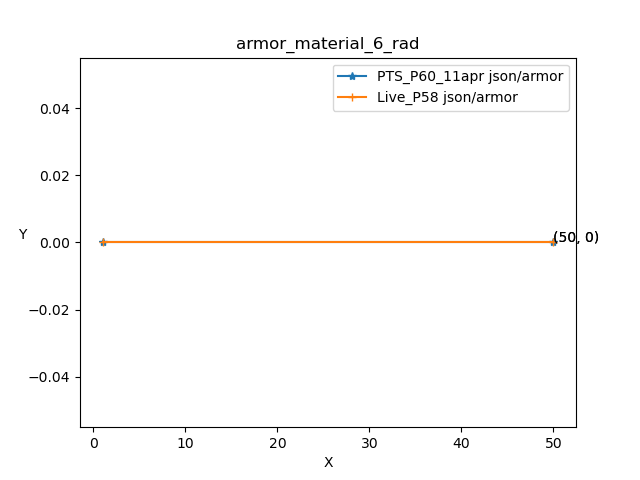 armor_material_6_rad
PTS_P60_11apr json/armor
Live_P58 json/armor
0.04
0.02
0.00
−0.02
−0.04
Y
(50, 0)
0
10
20
30
40
50
X